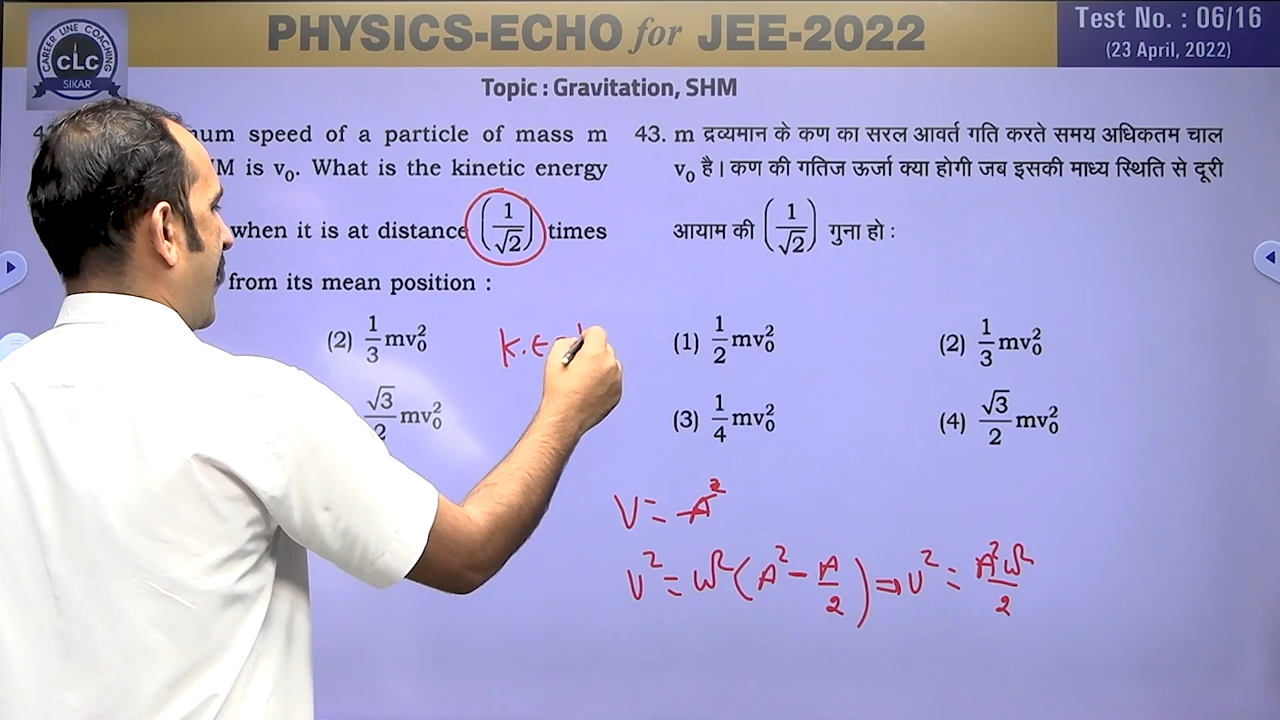 PHYSICS-ECHO for JEE-2022
Test No. : 06/16
(23 April, 2022)
CAREER LINE COACHING
CLC
SIKAR
Topic : Gravitation, SHM
speed of a particle of mass m
is v₀. What is the kinetic energy
when it is at distance (1/√2) times
from its mean position :
(2) 1/3 mv₀²
√3/2 mv₀²
43. m द्रव्यमान के कण का सरल आवर्त गति करते समय अधिकतम चाल
v₀ है। कण की गतिज ऊर्जा क्या होगी जब इसकी माध्य स्थिति से दूरी
आयाम की (1/√2) गुना हो :
(1) 1/2 mv₀²
(2) 1/3 mv₀²
(3) 1/4 mv₀²
(4) √3/2 mv₀²
K.E =
V = A²
V² = ω²(A² - A/2) ⇒ V² = A²ω²/2